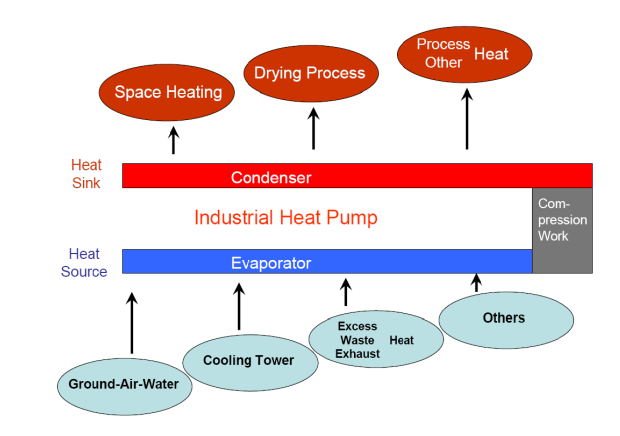 Process
Other Heat
Drying Process
Space Heating
Heat
Sink
Condenser
Industrial Heat Pump
Com-
pression
Work
Heat
Source
Evaporator
Excess
Waste Heat
Exhaust
Others
Cooling Tower
Ground-Air-Water